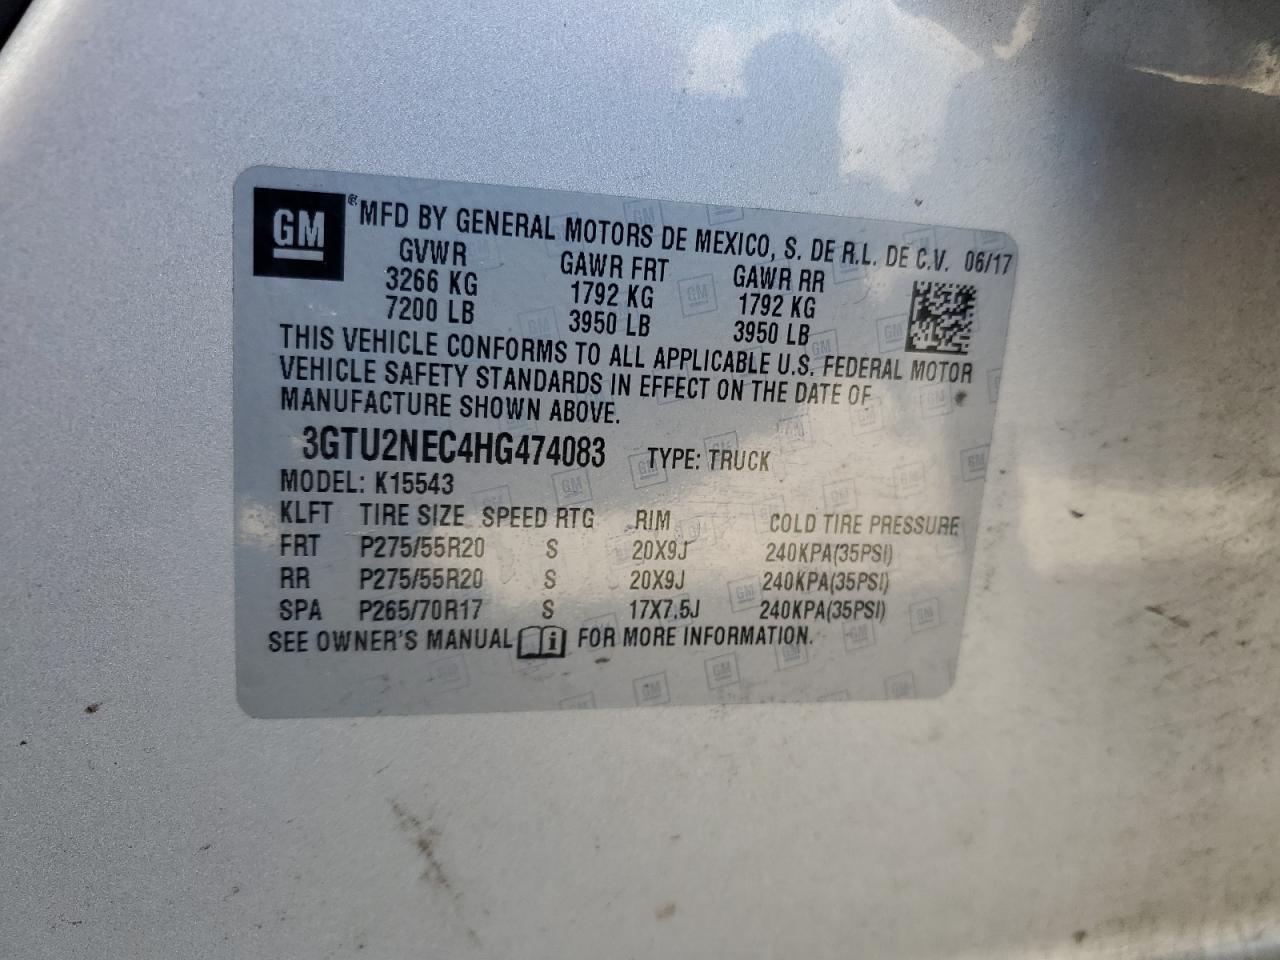 GM ® MFD BY GENERAL MOTORS DE MEXICO, S. DE R.L. DE C.V. 06/17
GVWR GAWR FRT GAWR RR
3266 KG 1792 KG 1792 KG
7200 LB 3950 LB 3950 LB
THIS VEHICLE CONFORMS TO ALL APPLICABLE U.S. FEDERAL MOTOR
VEHICLE SAFETY STANDARDS IN EFFECT ON THE DATE OF
MANUFACTURE SHOWN ABOVE.
3GTU2NEC4HG474083 TYPE: TRUCK
MODEL: K15543
KLFT TIRE SIZE SPEED RTG RIM COLD TIRE PRESSURE
FRT P275/55R20 S 20X9J 240KPA(35PSI)
RR P275/55R20 S 20X9J 240KPA(35PSI)
SPA P265/70R17 S 17X7.5J 240KPA(35PSI)
SEE OWNER'S MANUAL i FOR MORE INFORMATION.